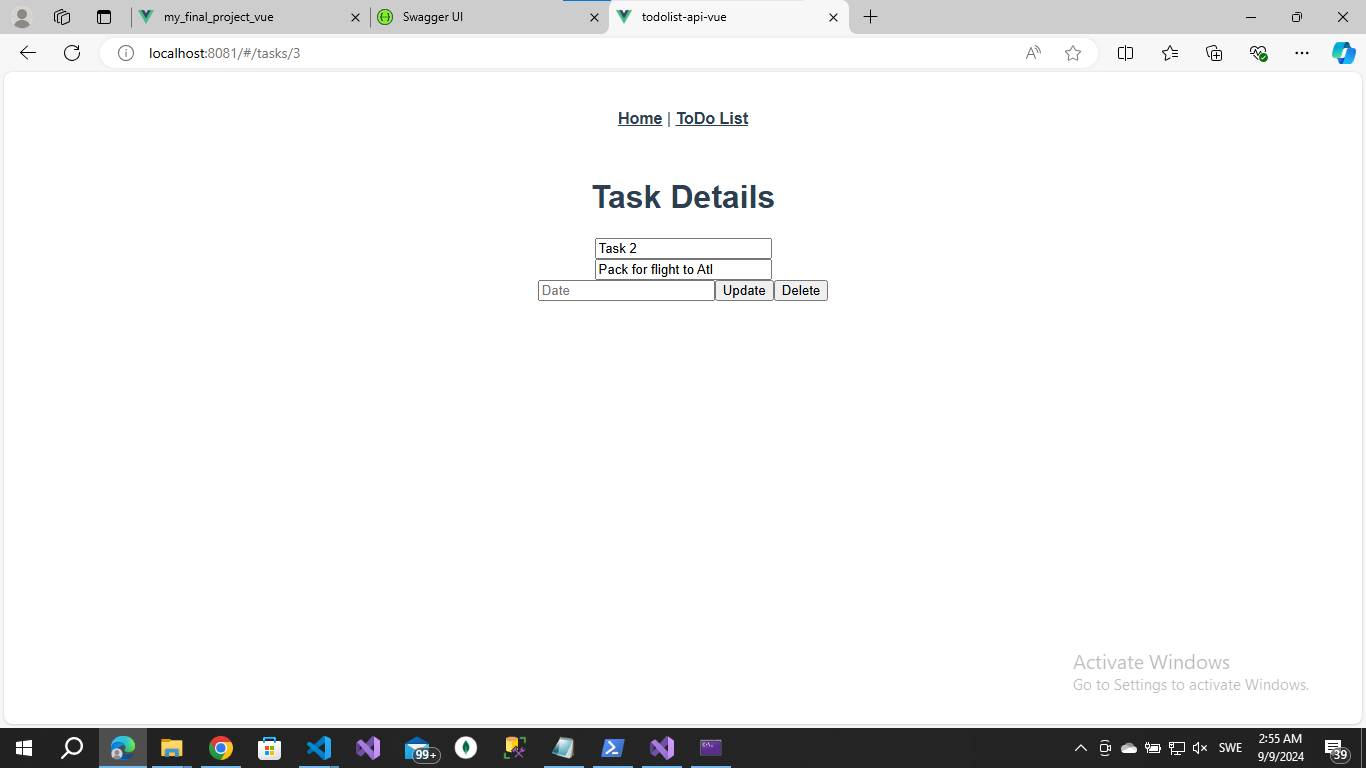 my_final_project_vue
Swagger UI
todolist-api-vue
localhost:8081/#/tasks/3
Home | ToDo List
Task Details
Task 2
Pack for flight to Atl
Date Update Delete
Activate Windows
Go to Settings to activate Windows.
99+
SWE
2:55 AM
9/9/2024
39